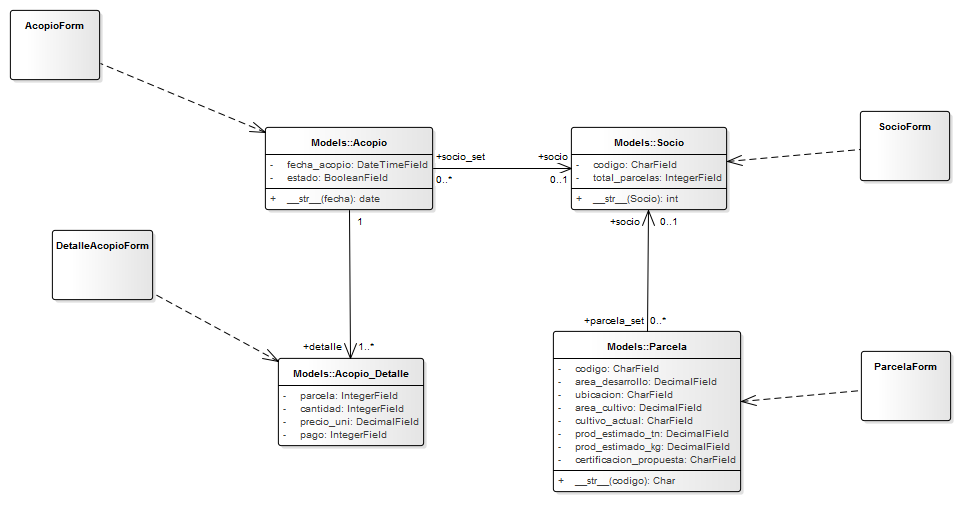 AcopioForm
Models::Acopio
- fecha_acopio: DateTimeField
- estado: BooleanField
+ __str__(fecha): date
+socio_set
0..*
+socio
0..1
Models::Socio
- codigo: CharField
- total_parcelas: IntegerField
+ __str__(Socio): int
SocioForm
1
+socio 0..1
DetalleAcopioForm
+detalle 1..*
+parcela_set 0..*
Models::Acopio_Detalle
- parcela: IntegerField
- cantidad: IntegerField
- precio_uni: DecimalField
- pago: IntegerField
Models::Parcela
- codigo: CharField
- area_desarrollo: DecimalField
- ubicacion: CharField
- area_cultivo: DecimalField
- cultivo_actual: CharField
- prod_estimado_tn: DecimalField
- prod_estimado_kg: DecimalField
- certificacion_propuesta: CharField
+ __str__(codigo): Char
ParcelaForm